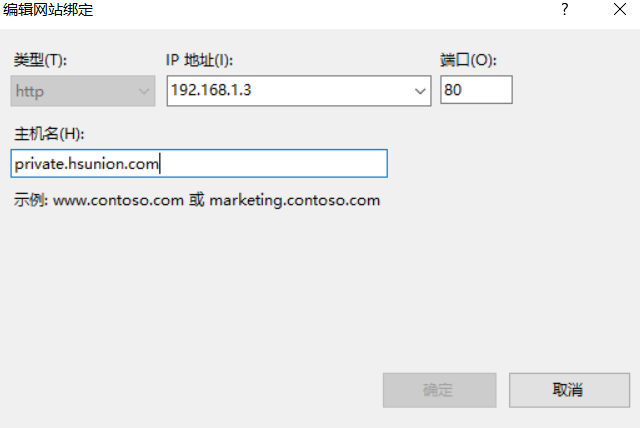 编辑网站绑定 ?
类型(T): IP 地址(I): 端口(O):
http 192.168.1.3 80
主机名(H):
private.hsunion.com
示例: www.contoso.com 或 marketing.contoso.com
确定 取消